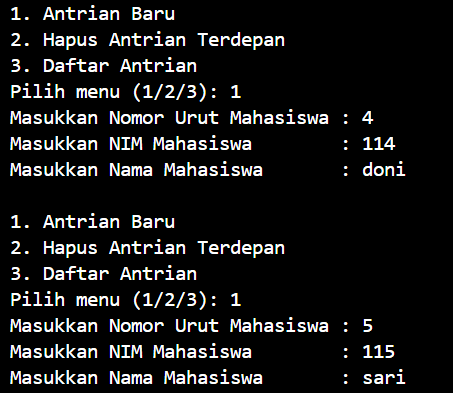 1. Antrian Baru
2. Hapus Antrian Terdepan
3. Daftar Antrian
Pilih menu (1/2/3): 1
Masukkan Nomor Urut Mahasiswa : 4
Masukkan NIM Mahasiswa        : 114
Masukkan Nama Mahasiswa       : doni

1. Antrian Baru
2. Hapus Antrian Terdepan
3. Daftar Antrian
Pilih menu (1/2/3): 1
Masukkan Nomor Urut Mahasiswa : 5
Masukkan NIM Mahasiswa        : 115
Masukkan Nama Mahasiswa       : sari